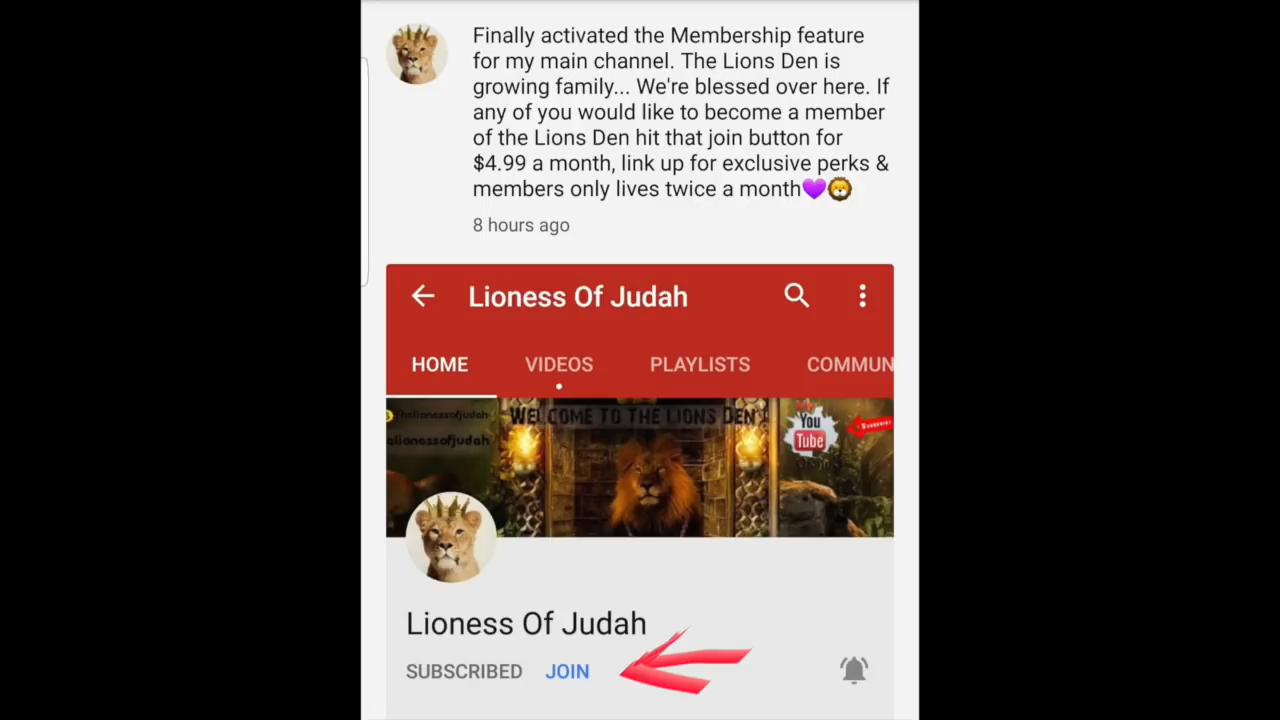 Finally activated the Membership feature
for my main channel. The Lions Den is
growing family... We're blessed over here. If
any of you would like to become a member
of the Lions Den hit that join button for
$4.99 a month, link up for exclusive perks &
members only lives twice a month💜🦁
8 hours ago
Lioness Of Judah
HOME VIDEOS PLAYLISTS COMMUN
Thelionessofjudah
alionessofjudah
WELCOME TO THE LIONS DEN
You
Tube
Lioness Of Judah
SUBSCRIBED JOIN